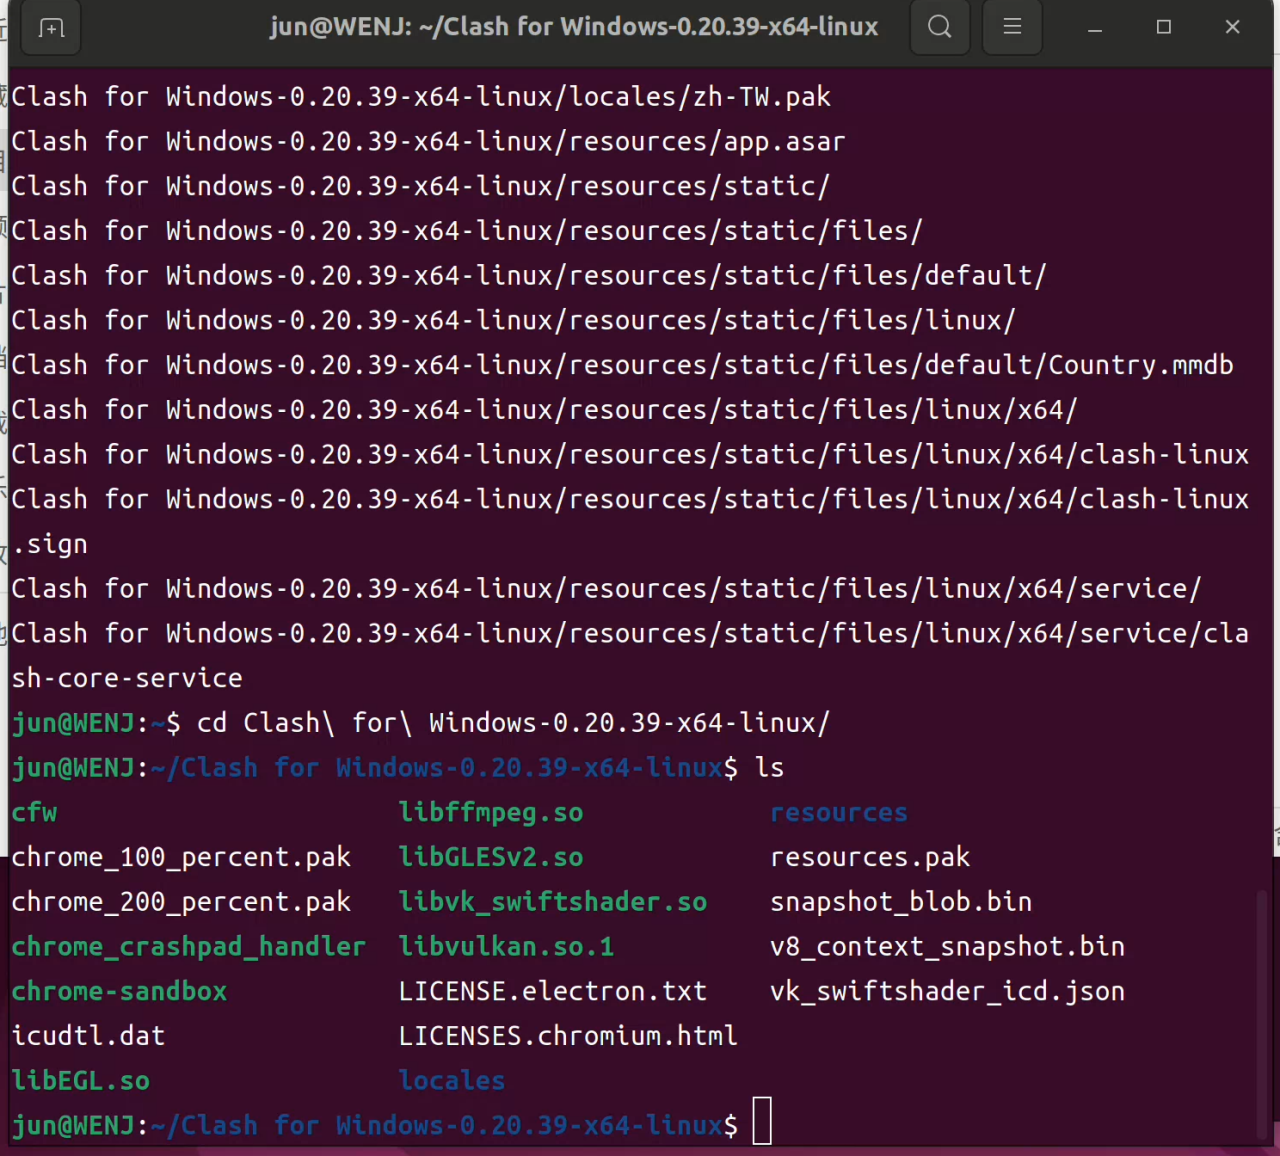 jun@WENJ: ~/Clash for Windows-0.20.39-x64-linux
Clash for Windows-0.20.39-x64-linux/locales/zh-TW.pak
Clash for Windows-0.20.39-x64-linux/resources/app.asar
Clash for Windows-0.20.39-x64-linux/resources/static/
Clash for Windows-0.20.39-x64-linux/resources/static/files/
Clash for Windows-0.20.39-x64-linux/resources/static/files/default/
Clash for Windows-0.20.39-x64-linux/resources/static/files/linux/
Clash for Windows-0.20.39-x64-linux/resources/static/files/default/Country.mmdb
Clash for Windows-0.20.39-x64-linux/resources/static/files/linux/x64/
Clash for Windows-0.20.39-x64-linux/resources/static/files/linux/x64/clash-linux
Clash for Windows-0.20.39-x64-linux/resources/static/files/linux/x64/clash-linux
.sign
Clash for Windows-0.20.39-x64-linux/resources/static/files/linux/x64/service/
Clash for Windows-0.20.39-x64-linux/resources/static/files/linux/x64/service/cla
sh-core-service
jun@WENJ:~$ cd Clash\ for\ Windows-0.20.39-x64-linux/
jun@WENJ:~/Clash for Windows-0.20.39-x64-linux$ ls
cfw libffmpeg.so resources
chrome_100_percent.pak libGLESv2.so resources.pak
chrome_200_percent.pak libvk_swiftshader.so snapshot_blob.bin
chrome_crashpad_handler libvulkan.so.1 v8_context_snapshot.bin
chrome-sandbox LICENSE.electron.txt vk_swiftshader_icd.json
icudtl.dat LICENSES.chromium.html
libEGL.so locales
jun@WENJ:~/Clash for Windows-0.20.39-x64-linux$